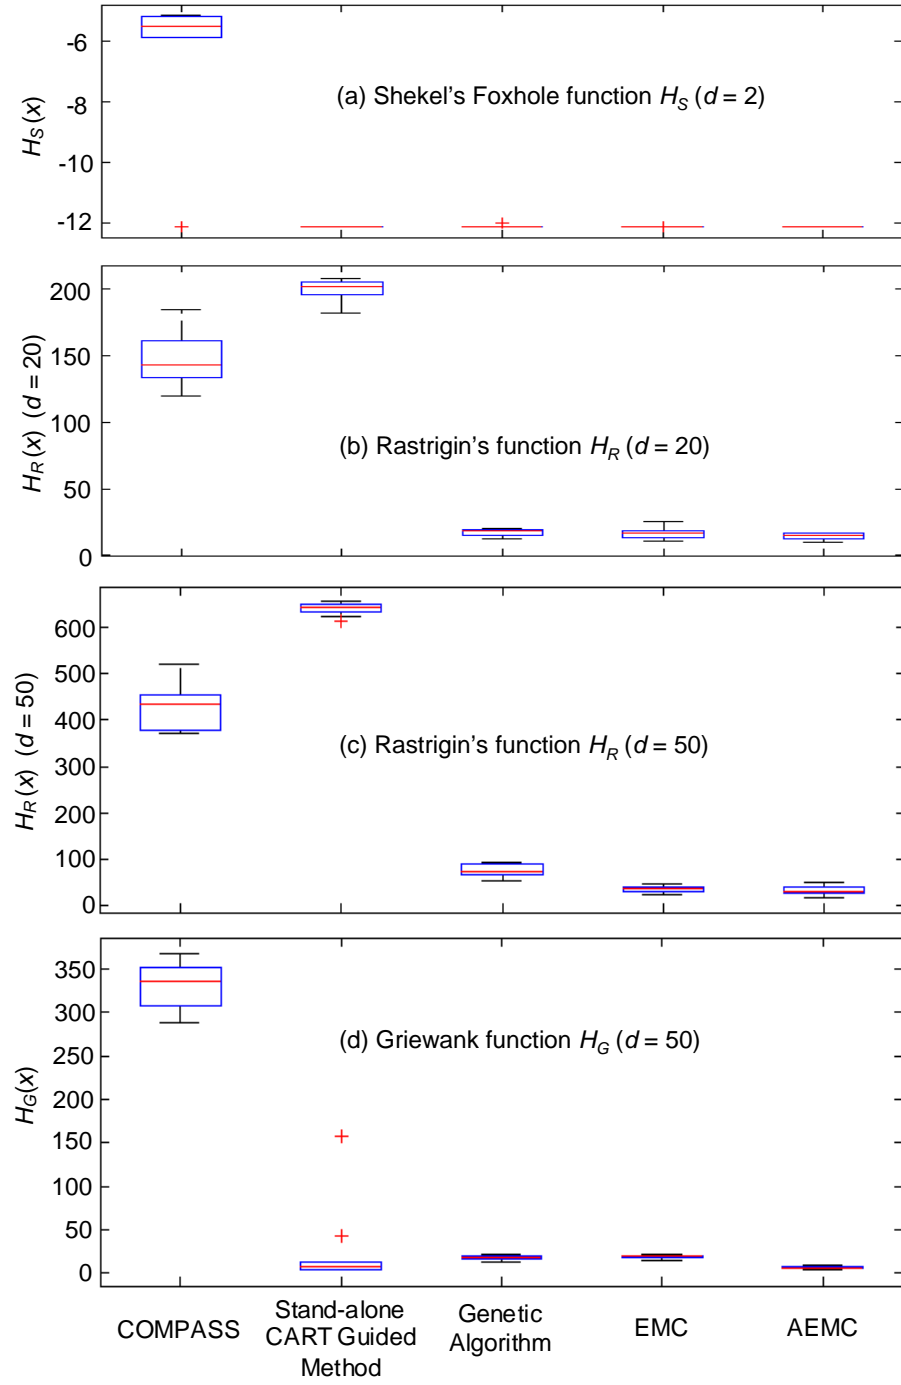 H_S(x)
-6
-8
-10
-12
(a) Shekel's Foxhole function H_S (d = 2)
H_R(x) (d = 20)
200
150
100
50
0
(b) Rastrigin's function H_R (d = 20)
H_R(x) (d = 50)
600
500
400
300
200
100
0
(c) Rastrigin's function H_R (d = 50)
H_G(x)
350
300
250
200
150
100
50
0
(d) Griewank function H_G (d = 50)
COMPASS
Stand-alone
CART Guided
Method
Genetic
Algorithm
EMC
AEMC